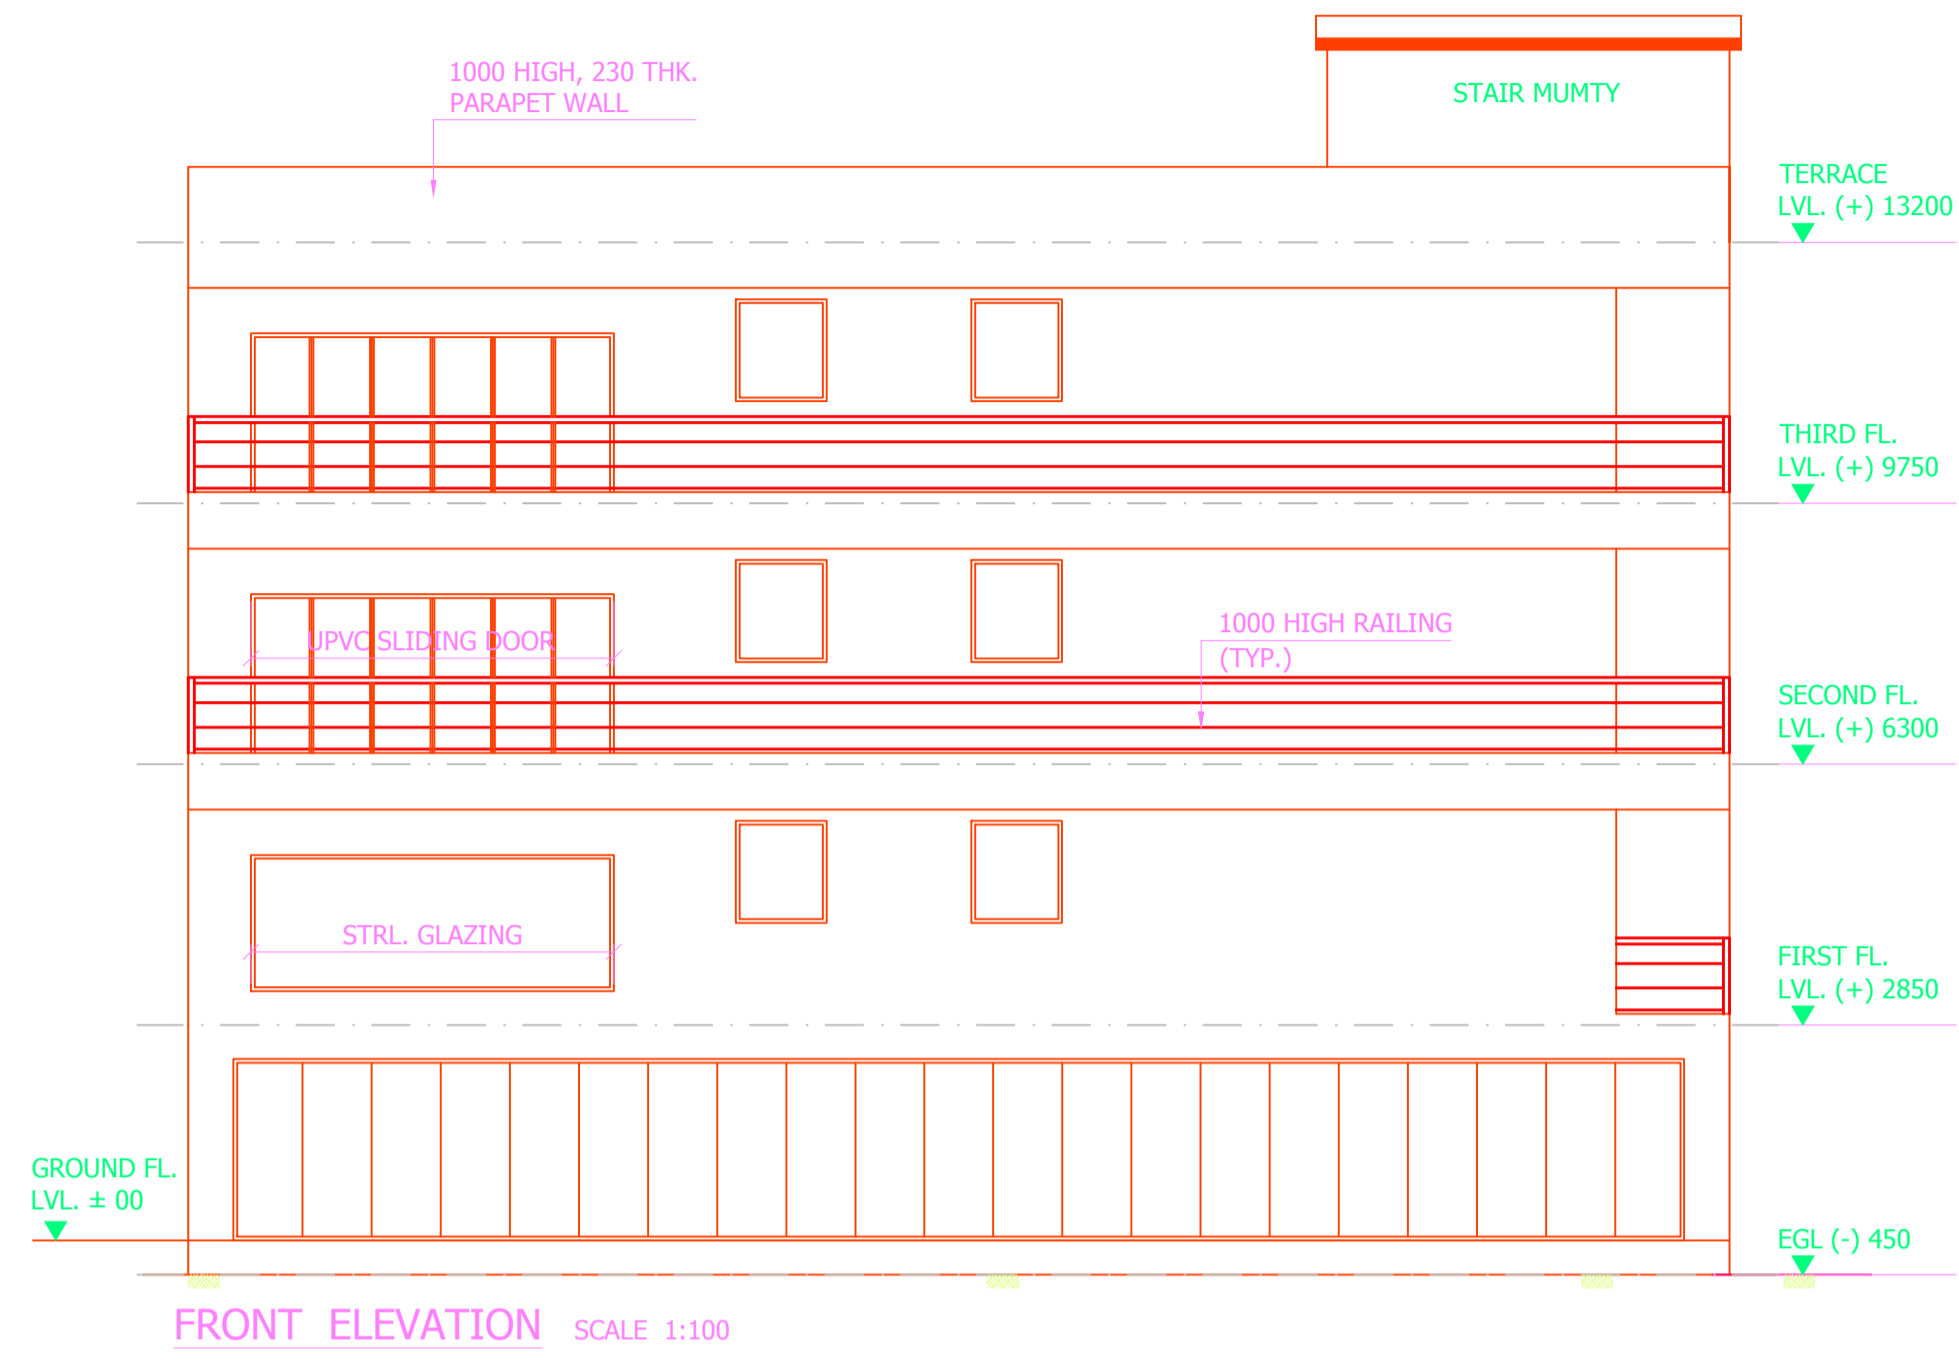 1000 HIGH, 230 THK.
PARAPET WALL
STAIR MUMTY
TERRACE
LVL. (+) 13200
THIRD FL.
LVL. (+) 9750
UPVC SLIDING DOOR
1000 HIGH RAILING
(TYP.)
SECOND FL.
LVL. (+) 6300
STRL. GLAZING
FIRST FL.
LVL. (+) 2850
GROUND FL.
LVL. ± 00
EGL (-) 450
FRONT ELEVATION SCALE 1:100